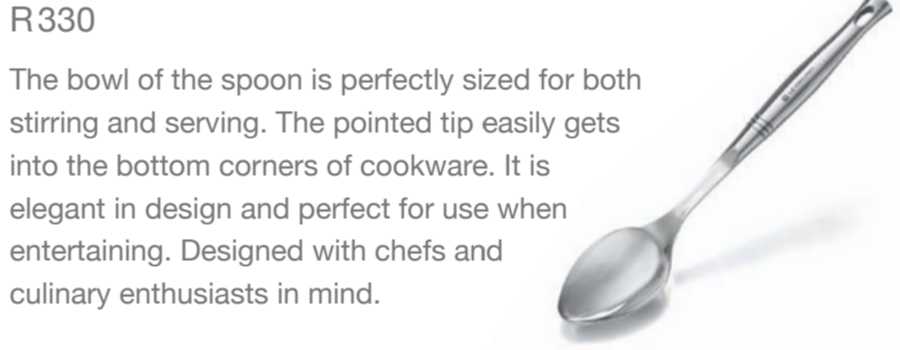 R330
The bowl of the spoon is perfectly sized for both
stirring and serving. The pointed tip easily gets
into the bottom corners of cookware. It is
elegant in design and perfect for use when
entertaining. Designed with chefs and
culinary enthusiasts in mind.